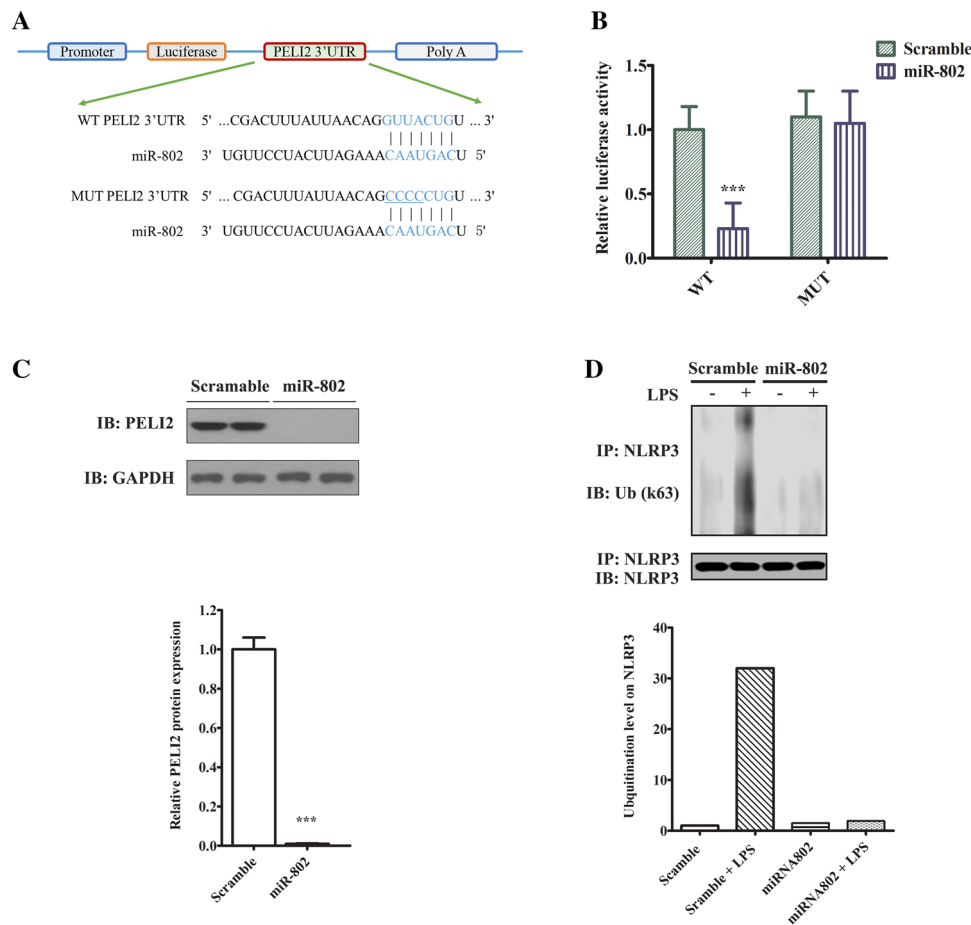 A
Promoter Luciferase PELI2 3'UTR Poly A
WT PELI2 3'UTR 5' ...CGACUUUAUUAACAGGUUACUGU ... 3'
miR-802 3' UGUUCCUACUUAGAAACAAUGACU 5'
MUT PELI2 3'UTR 5' ... CGACUUUAUUAACAGCCCCCUGU ... 3'
miR-802 3' UGUUCCUACUUAGAAACAAUGACU 5'
B
Scramble
miR-802
Relative luciferase activity
1.5
1.0
0.5
0.0
***
WT
MUT
C
Scramable miR-802
IB: PELI2
IB: GAPDH
Relative PELI2 protein expression
1.2
1.0
0.8
0.6
0.4
0.2
0.0
***
Scramble
miR-802
D
Scramble miR-802
LPS - + - +
IP: NLRP3
IB: Ub (k63)
IP: NLRP3
IB: NLRP3
Ubquitination level on NLRP3
40
30
20
10
0
Scamble
Sramble + LPS
miRNA802
miRNA802 + LPS